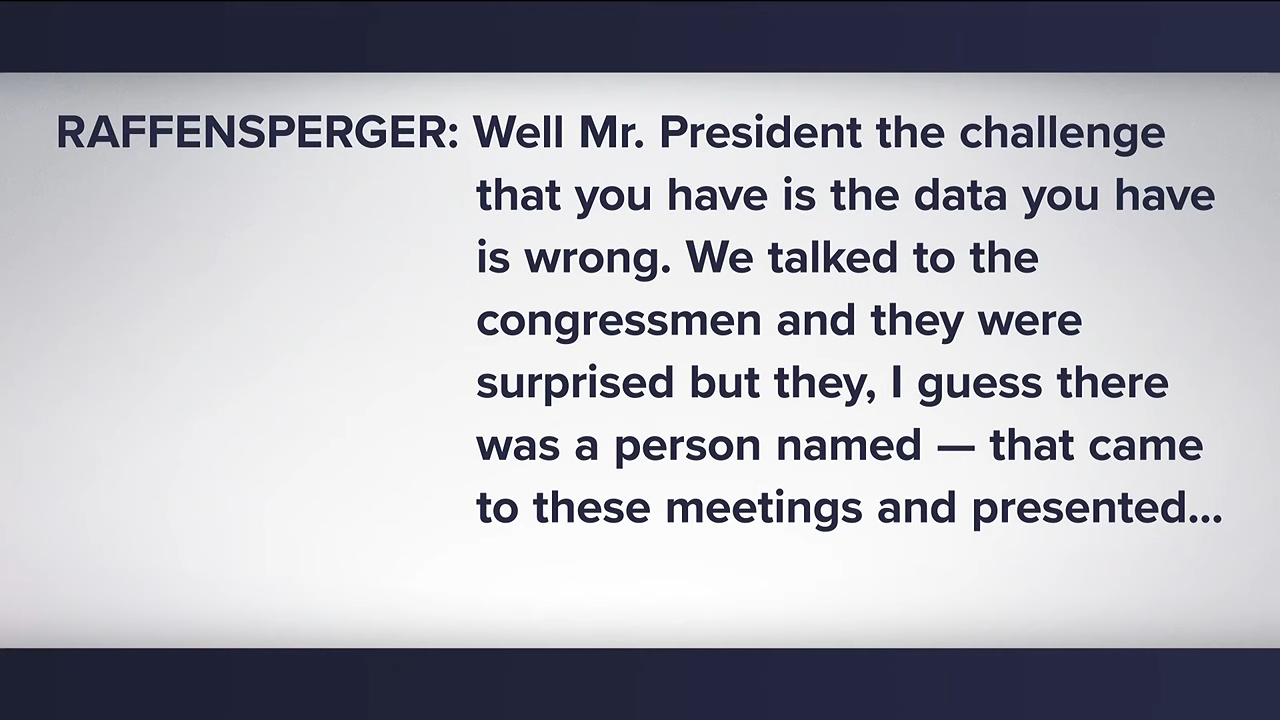 RAFFENSPERGER: Well Mr. President the challenge
that you have is the data you have
is wrong. We talked to the
congressmen and they were
surprised but they, I guess there
was a person named — that came
to these meetings and presented...